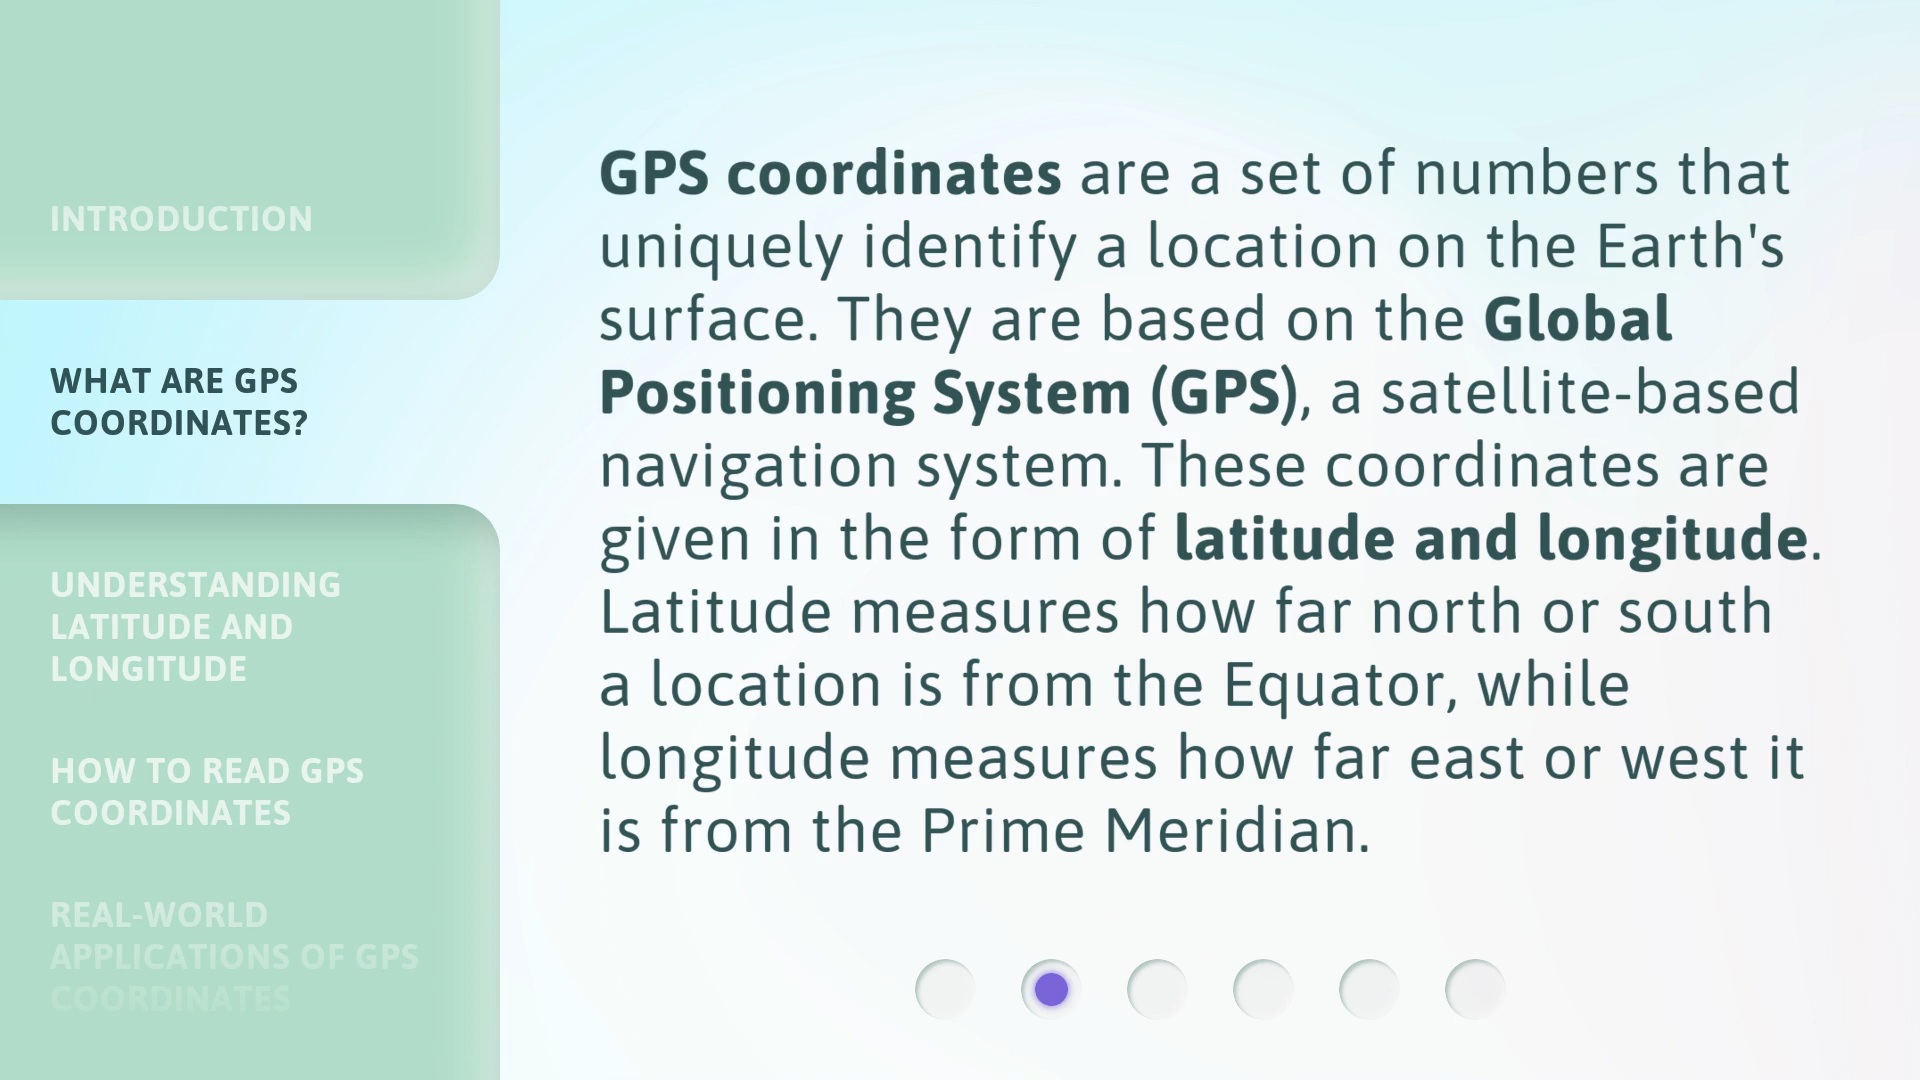 INTRODUCTION
WHAT ARE GPS
COORDINATES?
UNDERSTANDING
LATITUDE AND
LONGITUDE
HOW TO READ GPS
COORDINATES
REAL-WORLD
APPLICATIONS OF GPS
COORDINATES
GPS coordinates are a set of numbers that
uniquely identify a location on the Earth's
surface. They are based on the Global
Positioning System (GPS), a satellite-based
navigation system. These coordinates are
given in the form of latitude and longitude.
Latitude measures how far north or south
a location is from the Equator, while
longitude measures how far east or west it
is from the Prime Meridian.